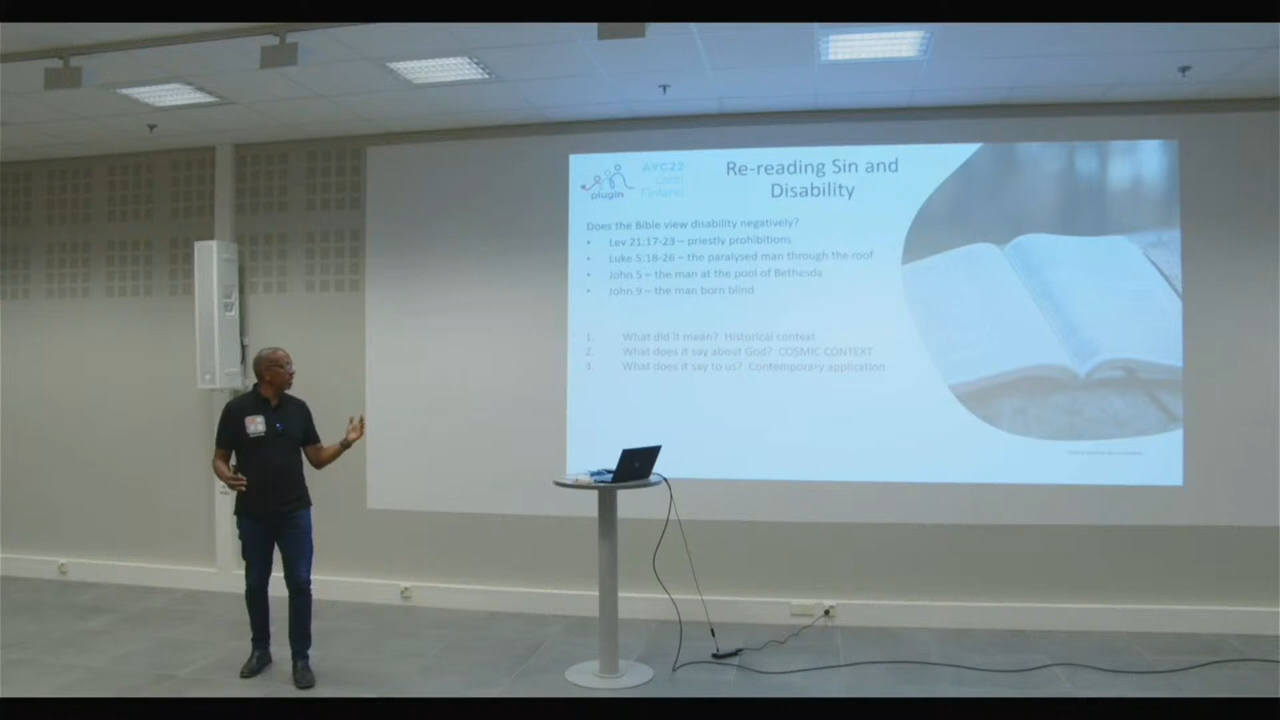 plugin
AYC22
Lahti
Finland
Re-reading Sin and
Disability
Does the Bible view disability negatively?
• Lev 21:17-23 – priestly prohibitions
• Luke 5:18-26 – the paralysed man through the roof
• John 5 – the man at the pool of Bethesda
• John 9 – the man born blind
1. What did it mean? Historical context
2. What does it say about God? COSMIC CONTEXT
3. What does it say to us? Contemporary application